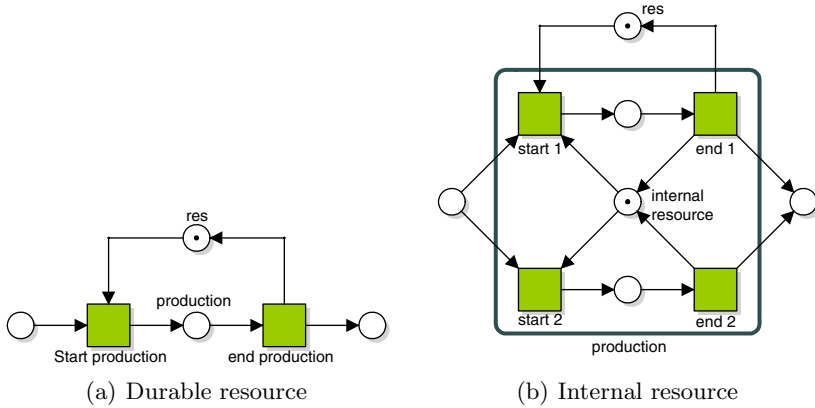 res
production
Start production
end production
(a) Durable resource
res
start 1
end 1
internal
resource
start 2
end 2
production
(b) Internal resource